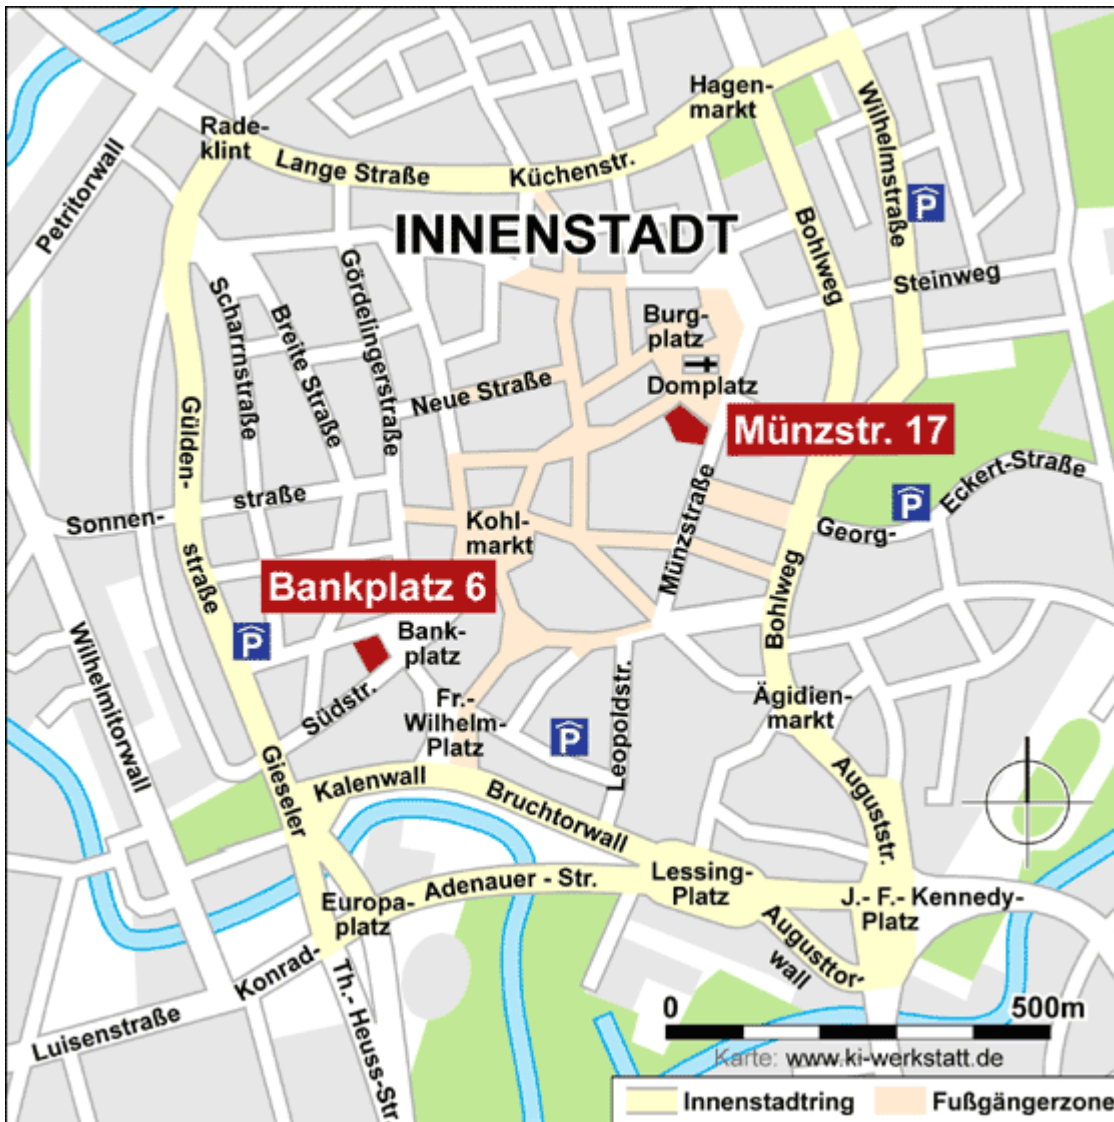 Hagen-
markt
Wilhelmstraße
Rade-
klint
Petritorwall
Lange Straße
Küchenstr.
P
INNENSTADT
Bohlweg
Steinweg
Scharrnstraße
Breite Straße
Gördelingerstraße
Burg-
platz
Domplatz
Neue Straße
Münzstr. 17
Gülden-
straße
Sonnen-
straße
Kohl-
markt
Münzstraße
P
Georg-
Eckert-Straße
Bankplatz 6
Bohlweg
P
Bank-
platz
Wilhelmitorwall
Südstr.
Fr.-
Wilhelm-
Platz
P
Leopoldstr.
Ägidien-
markt
Gieseler
Kalenwall
Bruchtorwall
Auguststr.
Lessing-
Platz
Adenauer - Str.
Europa-
platz
J.- F.- Kennedy-
Platz
Augusttor-
wall
Konrad-
Luisenstraße
Th.- Heuss-Str.
0 500m
Karte: www.ki-werkstatt.de
Innenstadtring Fußgängerzone